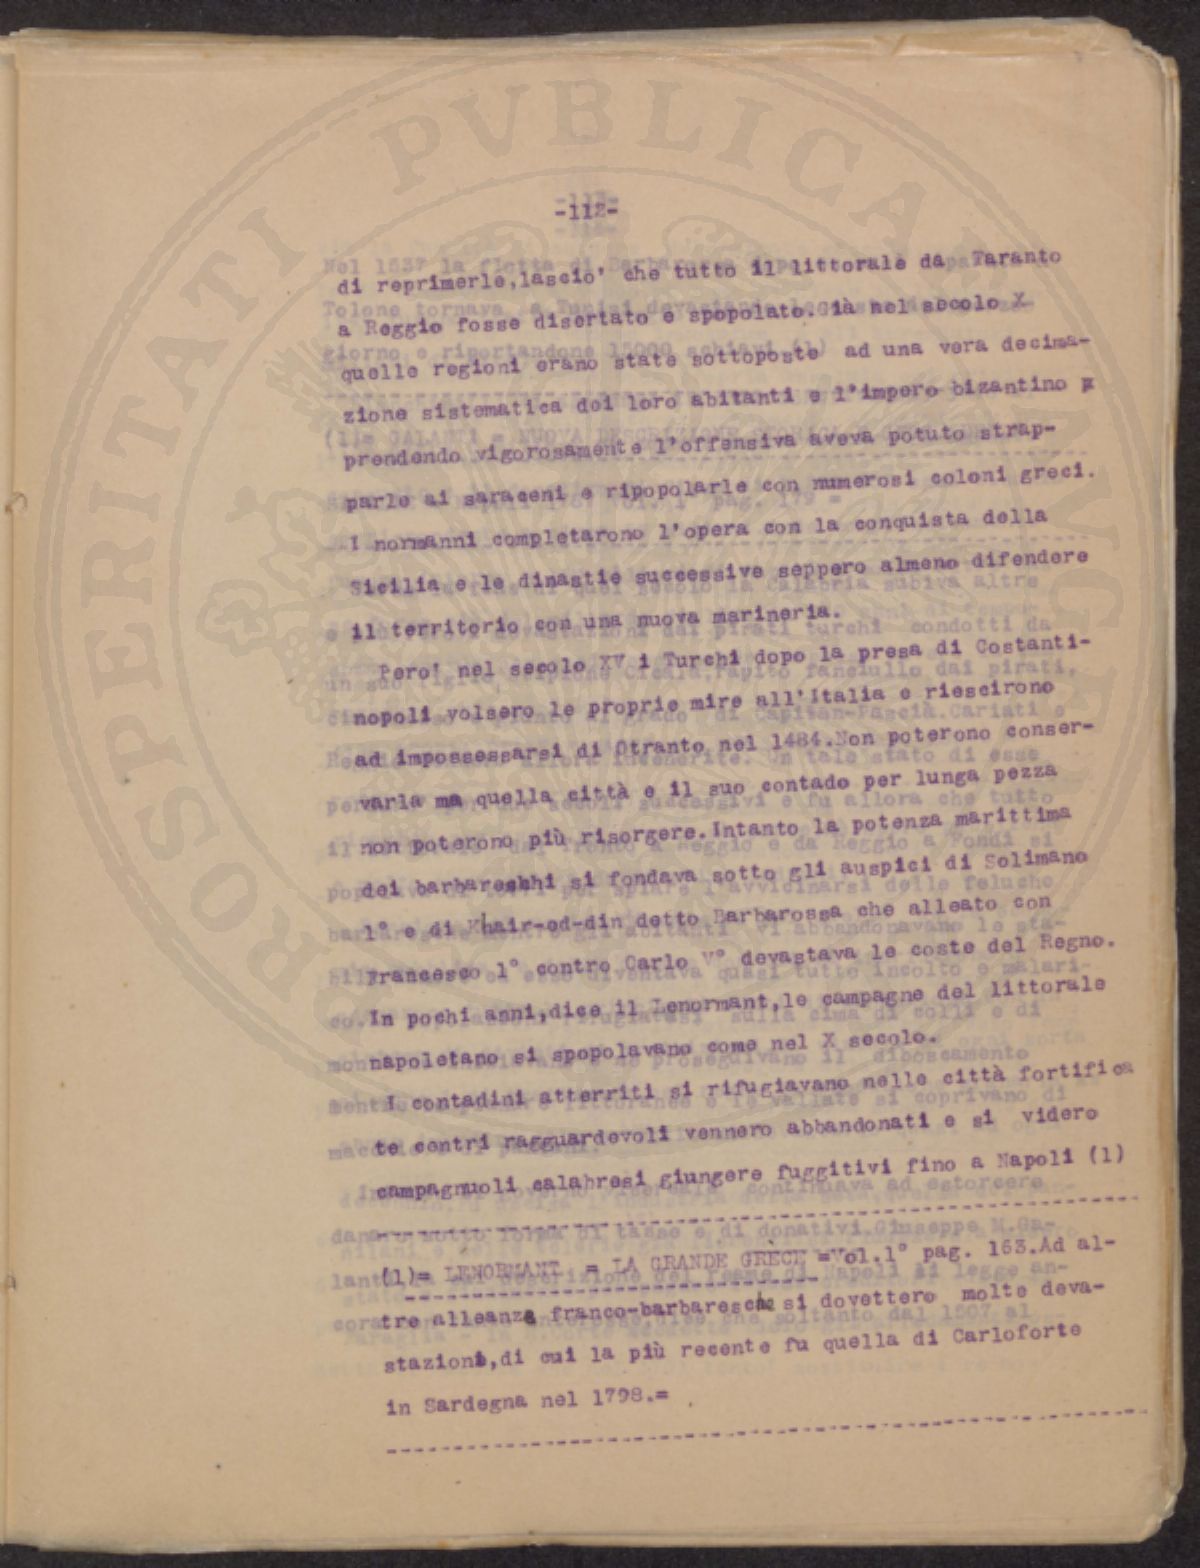 PROSPERITATI PVBLICAE AVGENDAE
-112-
di reprimerle,lascio' che tutto il littorale da Taranto
a Reggio fosse disertato e spopolato.Già nel secolo X
quelle regioni erano state sottoposte ad una vera decima-
zione sistematica dei loro abitanti e l'impero bizantino
prendendo vigorosamente l'offensiva aveva potuto strap-
parle ai saraceni e ripopolarle con numerosi coloni greci.
I normanni completarono l'opera con la conquista della
Sicilia e le dinastie successive seppero almeno difendere
il territorio con una nuova marineria.
Pero' nel secolo XV i Turchi dopo la presa di Costanti-
nopoli volsero le proprie mire all'Italia e riescirono
ad impossessarsi di Otranto nel 1484.Non poterono conser-
varla ma quella città e il suo contado per lunga pezza
non poterono più risorgere.Intanto la potenza marittima
dei barbareschi si fondava sotto gli auspici di Solimano
1° e di Khair-ed-din detto Barbarossa che alleato con
Francesco 1° contro Carlo V° devastava le coste del Regno.
In pochi anni,dice il Lenormant,le campagne del littorale
napoletano si spopolavano come nel X secolo.
I contadini atterriti si rifugiavano nelle città fortifica
te centri ragguardevoli vennero abbandonati e si videro
campagnuoli calabresi giungere fuggitivi fino a Napoli (1)
(1)= LENORMANT = LA GRANDE GRÈCE =Vol.1° pag. 163.Ad al-
tre alleanze franco-barbaresche si dovettero molte deva-
stazioni,di cui la più recente fu quella di Carloforte
in Sardegna nel 1798.=